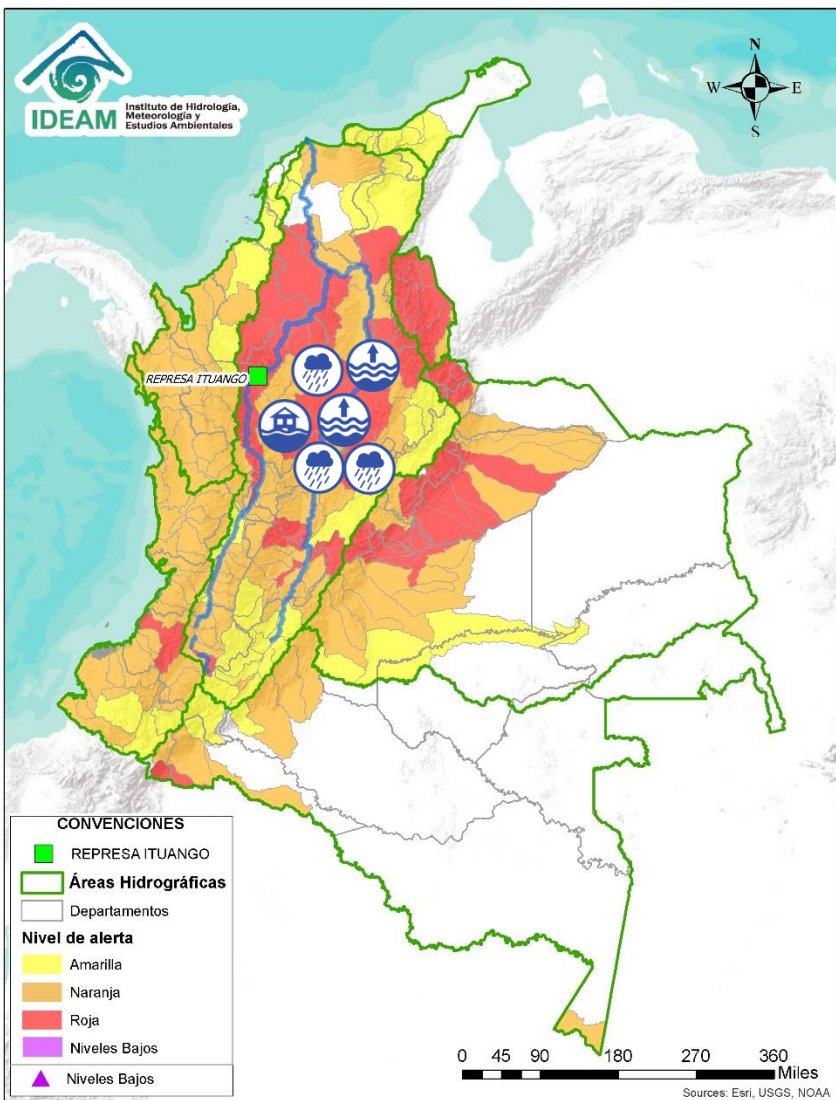 IDEAM
Instituto de Hidrología,
Meteorología y
Estudios Ambientales
N
W
E
S
REPRESA ITUANGO
CONVENCIONES
REPRESA ITUANGO
Áreas Hidrográficas
Departamentos
Nivel de alerta
Amarilla
Naranja
Roja
Niveles Bajos
Niveles Bajos
0 45 90 180 270 360
Miles
Sources: Esri, USGS, NOAA